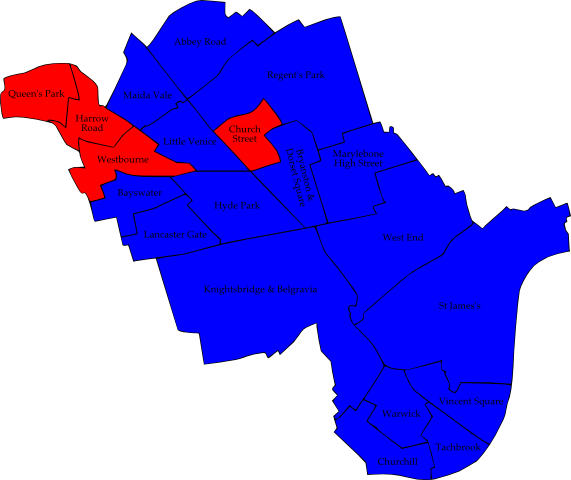 Abbey Road
Regent's Park
Queen's Park
Maida Vale
Harrow
Road
Church
Street
Little Venice
Westbourne
Marylebone
High Street
Bryanston &
Dorset Square
Bayswater
Hyde Park
Lancaster Gate
West End
Knightsbridge & Belgravia
St James's
Vincent Square
Warwick
Tachbrook
Churchill